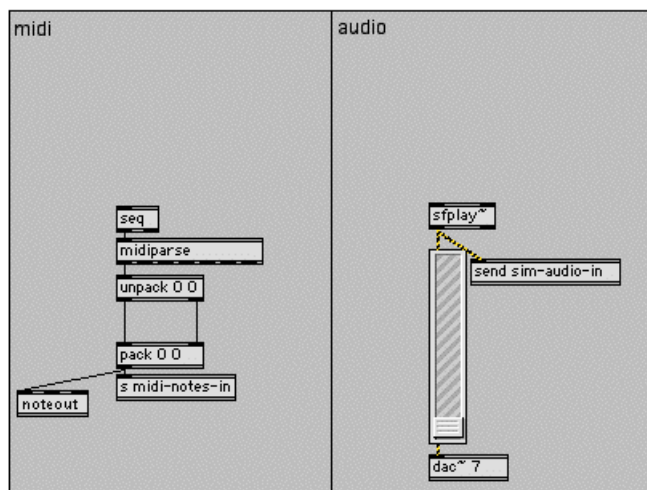 midi
seq
midiparse
unpack 0 0
pack 0 0
s midi-notes-in
noteout
audio
sfplay~
send sim-audio-in
dac~ 7